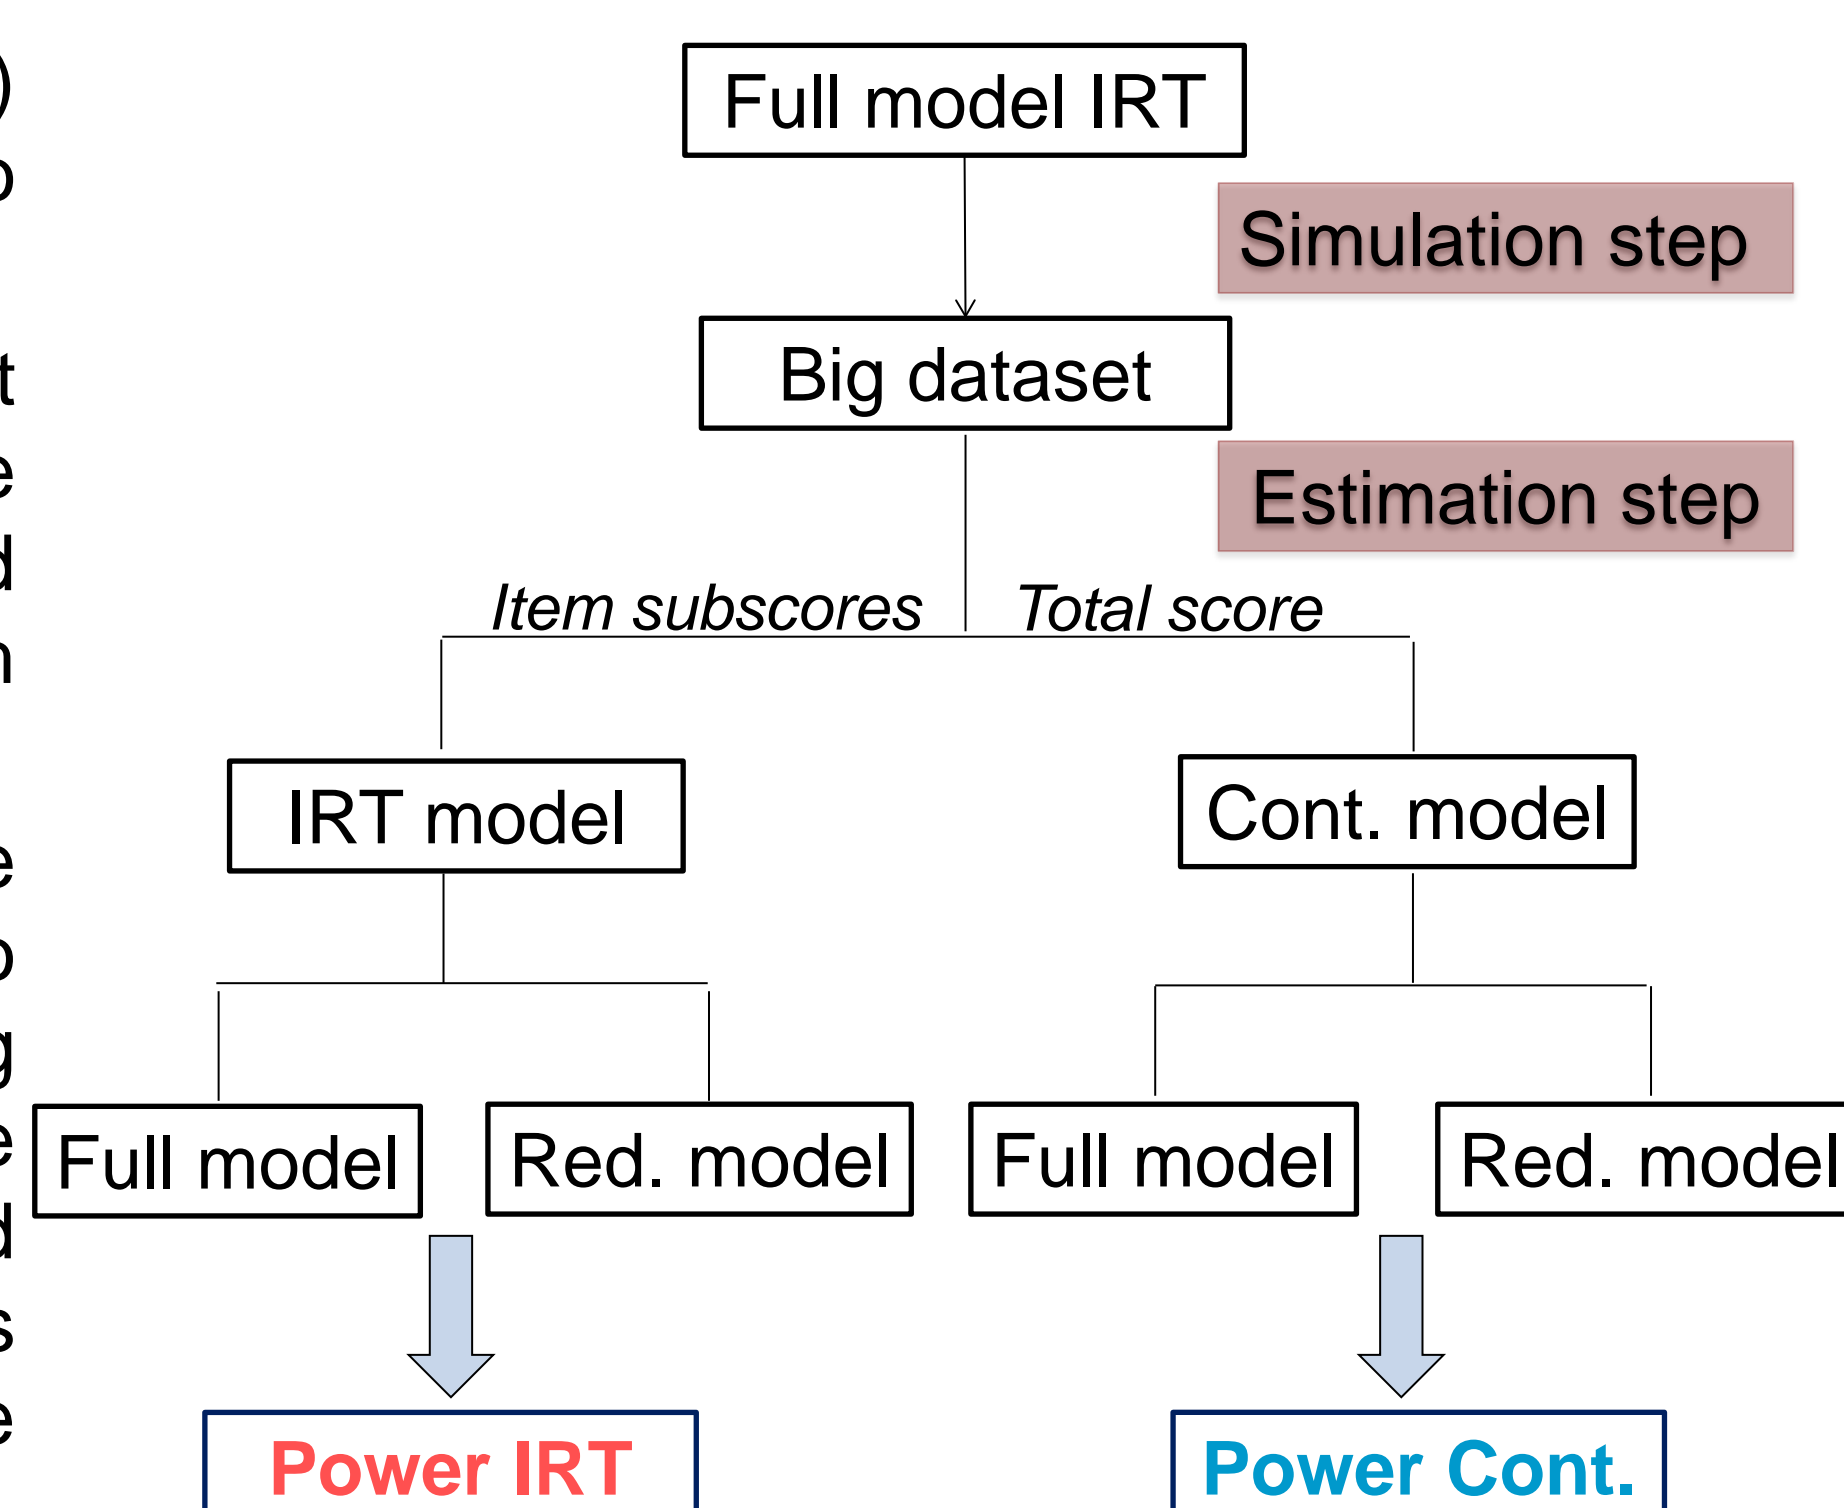 Full model IRT
Simulation step
Big dataset
Estimation step
Item subscores Total score
IRT model
Cont. model
Full model
Red. model
Full model
Red. model
Power IRT
Power Cont.